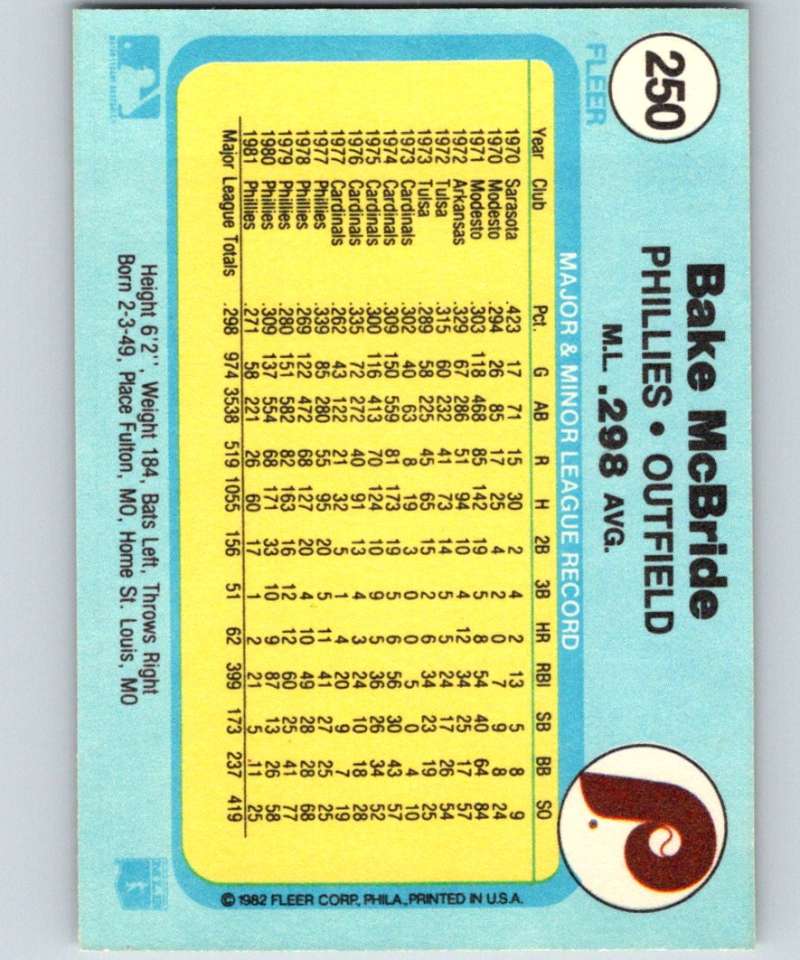 250
FLEER
Bake McBride
PHILLIES • OUTFIELD
M.L. .298 AVG.
P
MAJOR & MINOR LEAGUE RECORD
Year Club Pct. G AB R H 2B 3B HR RBI SB BB SO
1970 Sarasota .423 17 71 15 30 2 4 2 13 5 8 9
1970 Modesto .294 26 85 17 25 4 2 0 7 9 8 24
1971 Modesto .303 118 468 85 142 19 5 8 54 40 64 84
1972 Arkansas .329 67 286 51 94 10 4 12 34 25 17 57
1972 Tulsa .315 60 232 41 73 14 5 5 24 17 26 54
1973 Tulsa .289 58 225 45 65 15 2 6 34 23 19 25
1973 Cardinals .302 40 63 8 19 3 0 0 5 0 4 10
1974 Cardinals .309 150 559 81 173 19 5 6 56 30 43 57
1975 Cardinals .300 116 413 70 124 10 9 5 36 26 34 52
1976 Cardinals .335 72 272 40 91 13 4 3 24 10 18 28
1977 Cardinals .262 43 122 21 32 5 1 4 20 9 7 19
1977 Phillies .339 85 280 55 95 20 5 11 41 27 25 25
1978 Phillies .269 122 472 68 127 20 4 10 49 28 28 68
1979 Phillies .280 151 582 82 163 16 12 12 60 25 41 77
1980 Phillies .309 137 554 68 171 33 10 9 87 13 26 58
1981 Phillies .271 58 221 26 60 17 1 2 21 5 .11 25
Major League Totals .298 974 3538 519 1055 156 51 62 399 173 237 419
Height 6'2", Weight 184, Bats Left, Throws Right
Born 2-3-49, Place Fulton, MO, Home St. Louis, MO
© 1982 FLEER CORP., PHILA., PRINTED IN U.S.A.